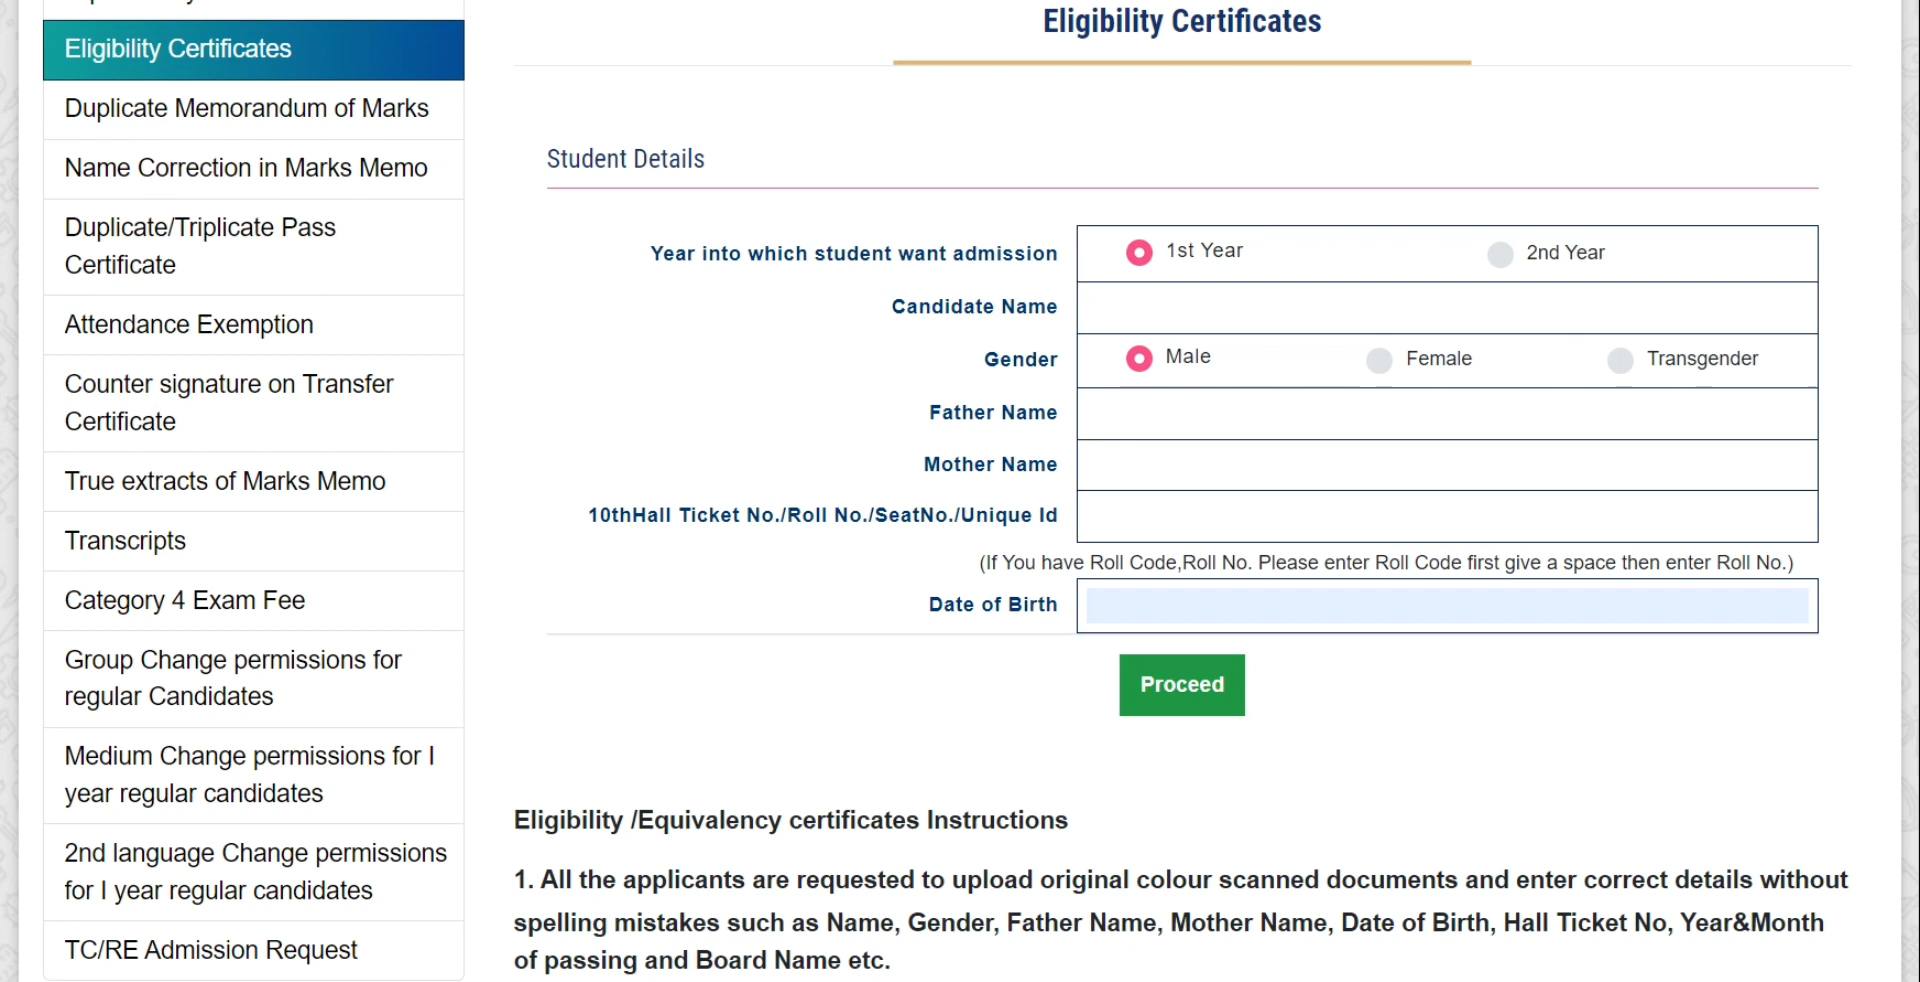 Eligibility Certificates
Duplicate Memorandum of Marks
Name Correction in Marks Memo
Duplicate/Triplicate Pass
Certificate
Attendance Exemption
Counter signature on Transfer
Certificate
True extracts of Marks Memo
Transcripts
Category 4 Exam Fee
Group Change permissions for
regular Candidates
Medium Change permissions for I
year regular candidates
2nd language Change permissions
for I year regular candidates
TC/RE Admission Request
Eligibility Certificates
Student Details
Year into which student want admission 1st Year 2nd Year
Candidate Name
Gender Male Female Transgender
Father Name
Mother Name
10thHall Ticket No./Roll No./SeatNo./Unique Id
(If You have Roll Code,Roll No. Please enter Roll Code first give a space then enter Roll No.)
Date of Birth
Proceed
Eligibility /Equivalency certificates Instructions
1. All the applicants are requested to upload original colour scanned documents and enter correct details without
spelling mistakes such as Name, Gender, Father Name, Mother Name, Date of Birth, Hall Ticket No, Year&Month
of passing and Board Name etc.